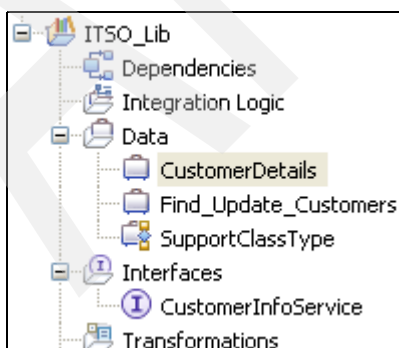 ITSO_Lib
Dependencies
Integration Logic
Data
CustomerDetails
Find_Update_Customers
SupportClassType
Interfaces
CustomerInfoService
Transformations